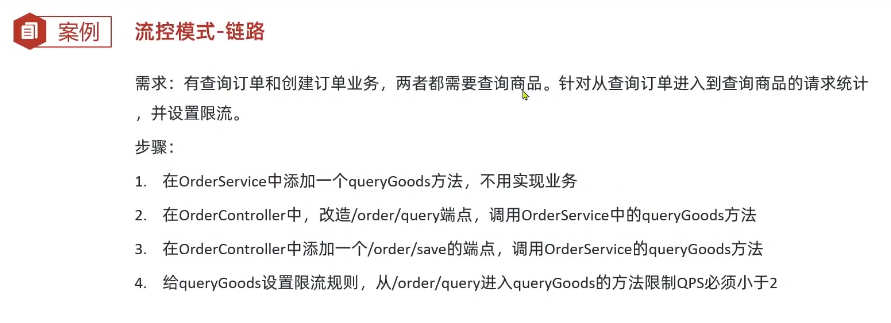 案例
流控模式-链路
需求：有查询订单和创建订单业务，两者都需要查询商品。针对从查询订单进入到查询商品的请求统计
，并设置限流。
步骤：
1. 在OrderService中添加一个queryGoods方法，不用实现业务
2. 在OrderController中，改造/order/query端点，调用OrderService中的queryGoods方法
3. 在OrderController中添加一个/order/save的端点，调用OrderService的queryGoods方法
4. 给queryGoods设置限流规则，从/order/query进入queryGoods的方法限制QPS必须小于2